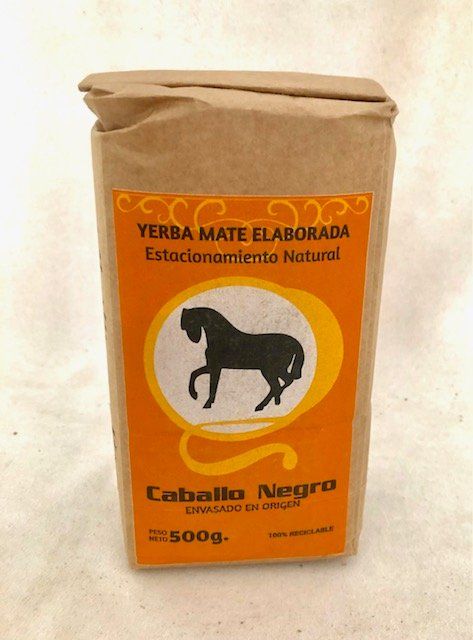 YERBA MATE ELABORADA
Estacionamiento Natural
Caballo Negro
ENVASADO EN ORIGEN
PESO
NETO 500g.
100% RECICLABLE